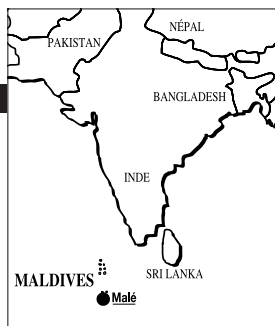 NÉPAL
PAKISTAN
BANGLADESH
INDE
MALDIVES
SRI LANKA
Malé